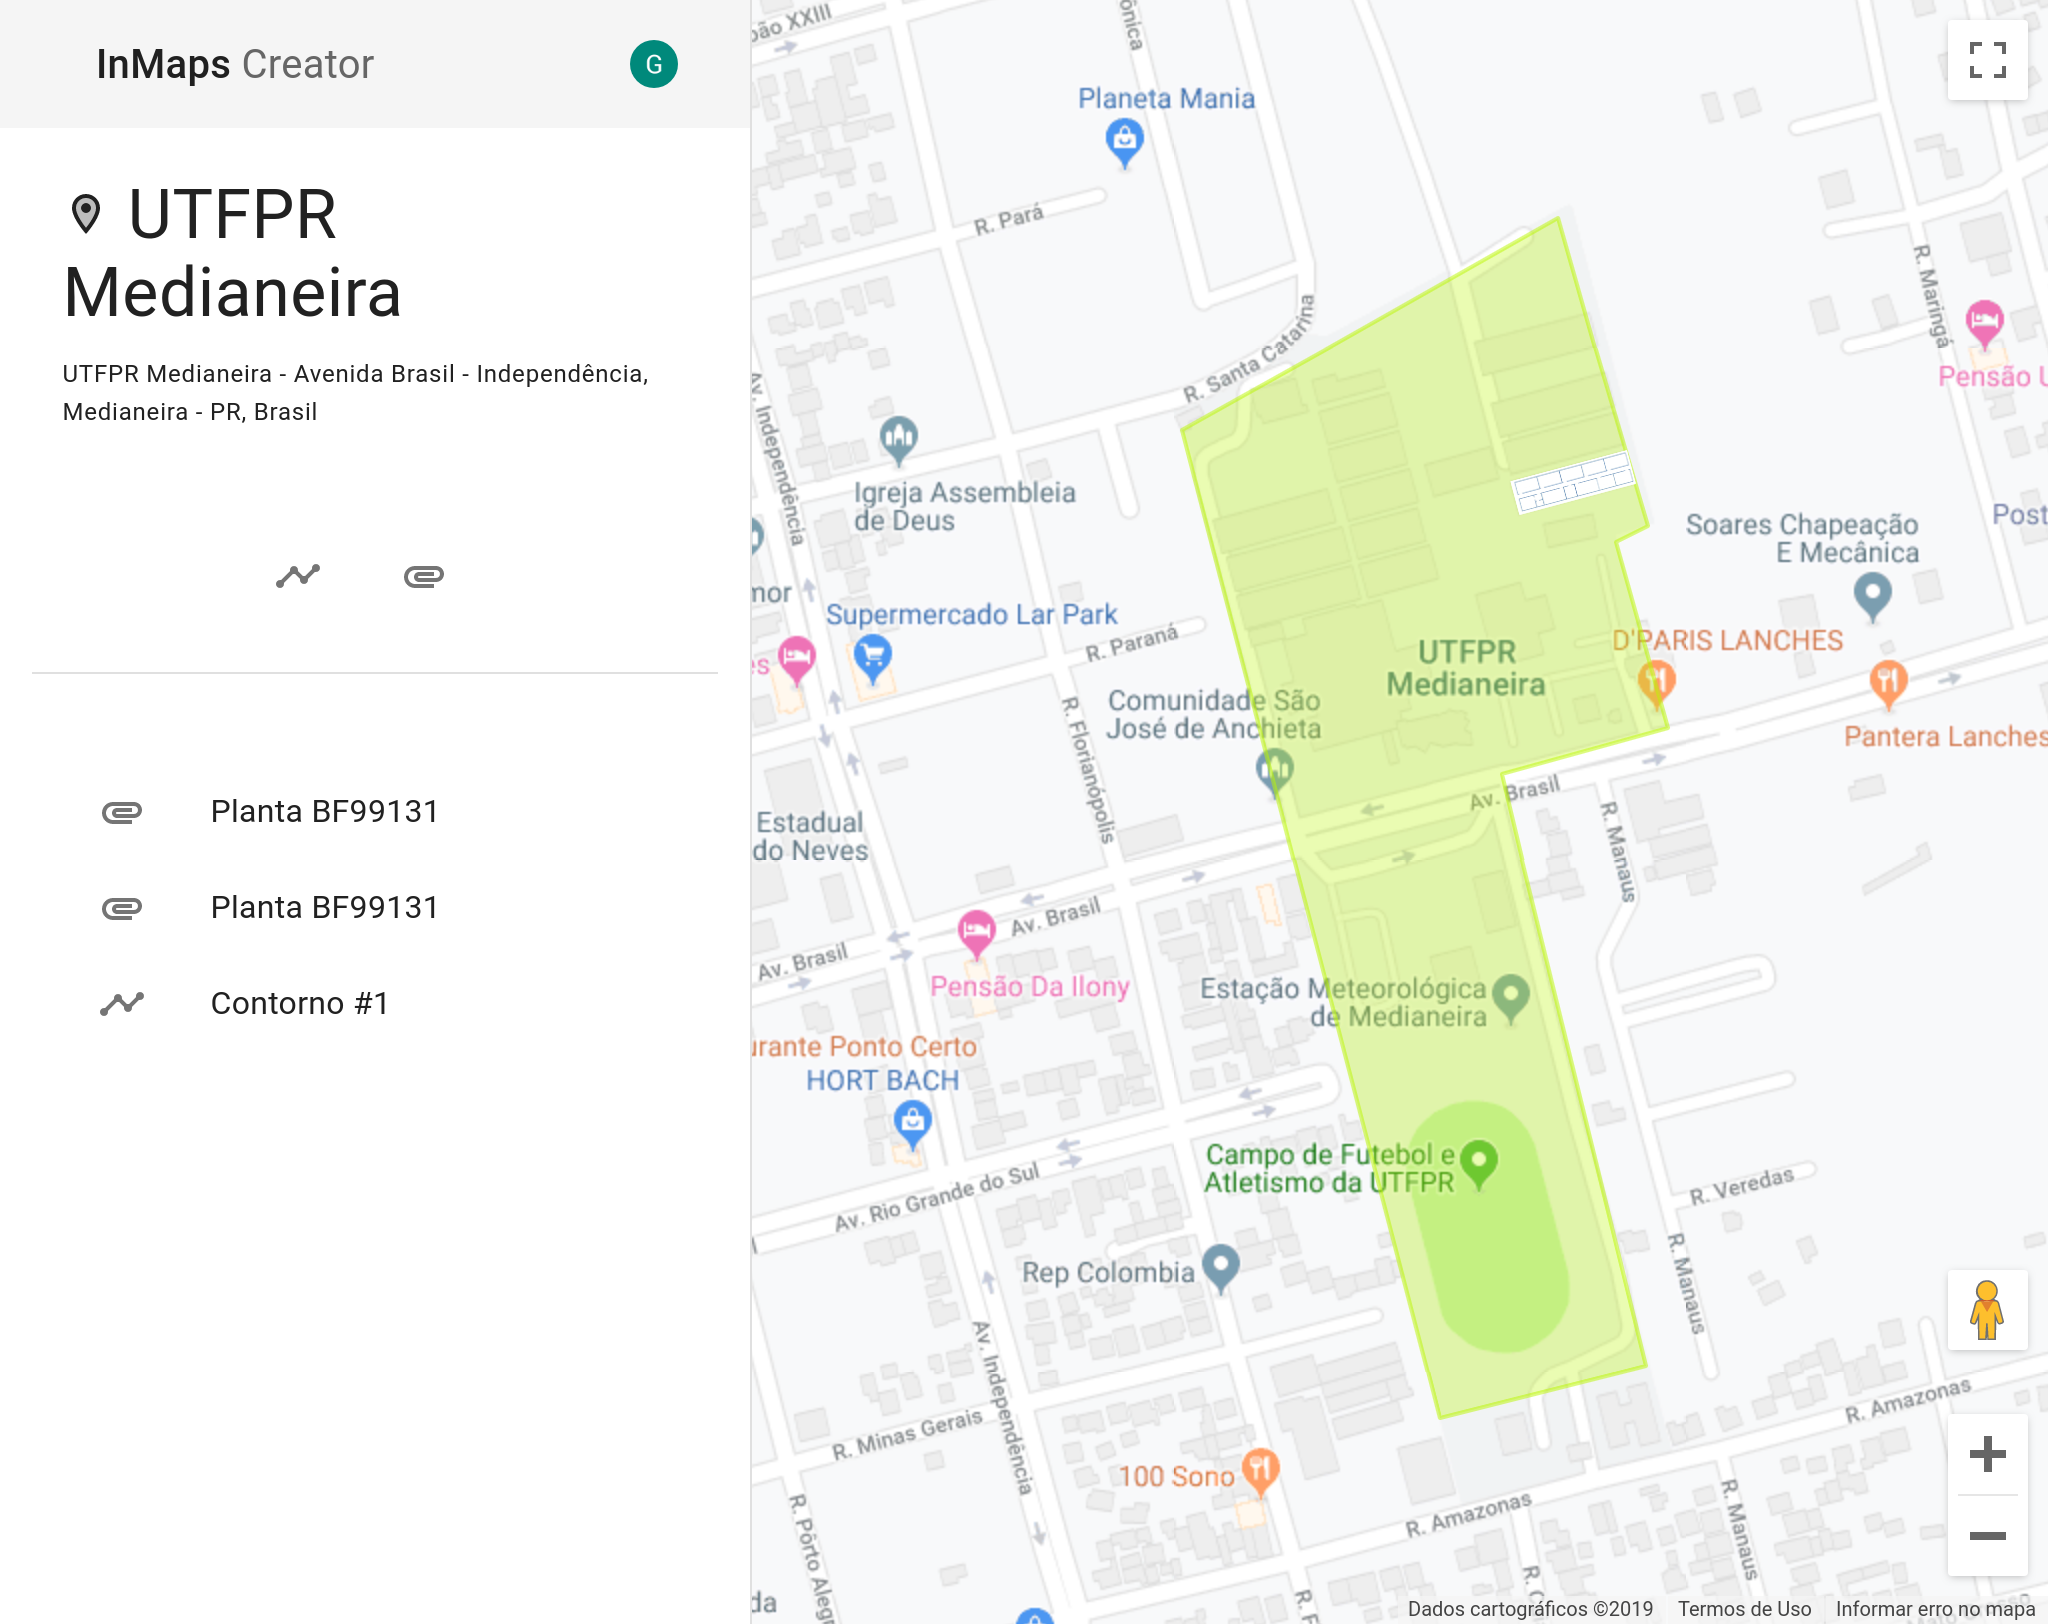 InMaps Creator
G
UTFPR
Medianeira
UTFPR Medianeira - Avenida Brasil - Independência,
Medianeira - PR, Brasil
Planta BF99131
Planta BF99131
Contorno #1
XXIII
Planeta Mania
R. Pará
R. Maringá
R. Santa Catarina
Pensão U
Av. Independência
Igreja Assembleia
de Deus
Soares Chapeação
E Mecânica
Post
mor
Supermercado Lar Park
R. Paraná
D'PARIS LANCHES
UTFPR
Medianeira
es
Comunidade São
José de Anchieta
R. Florianópolis
Pantera Lanches
Av. Brasil
R. Manaus
Estadual
do Neves
Av. Brasil
Av. Brasil
Pensão Da Ilony
Estação Meteorológica
de Medianeira
urante Ponto Certo
HORT BACH
Campo de Futebol e
Atletismo da UTFPR
R. Veredas
Av. Rio Grande do Sul
Rep Colombia
R. Manaus
Av. Independência
R. Amazonas
R. Minas Gerais
100 Sono
R. Amazonas
R. Manaus
R. Pôrto Alegr
da
R. F
R. C
Dados cartográficos ©2019
Termos de Uso
Informar erro no mapa